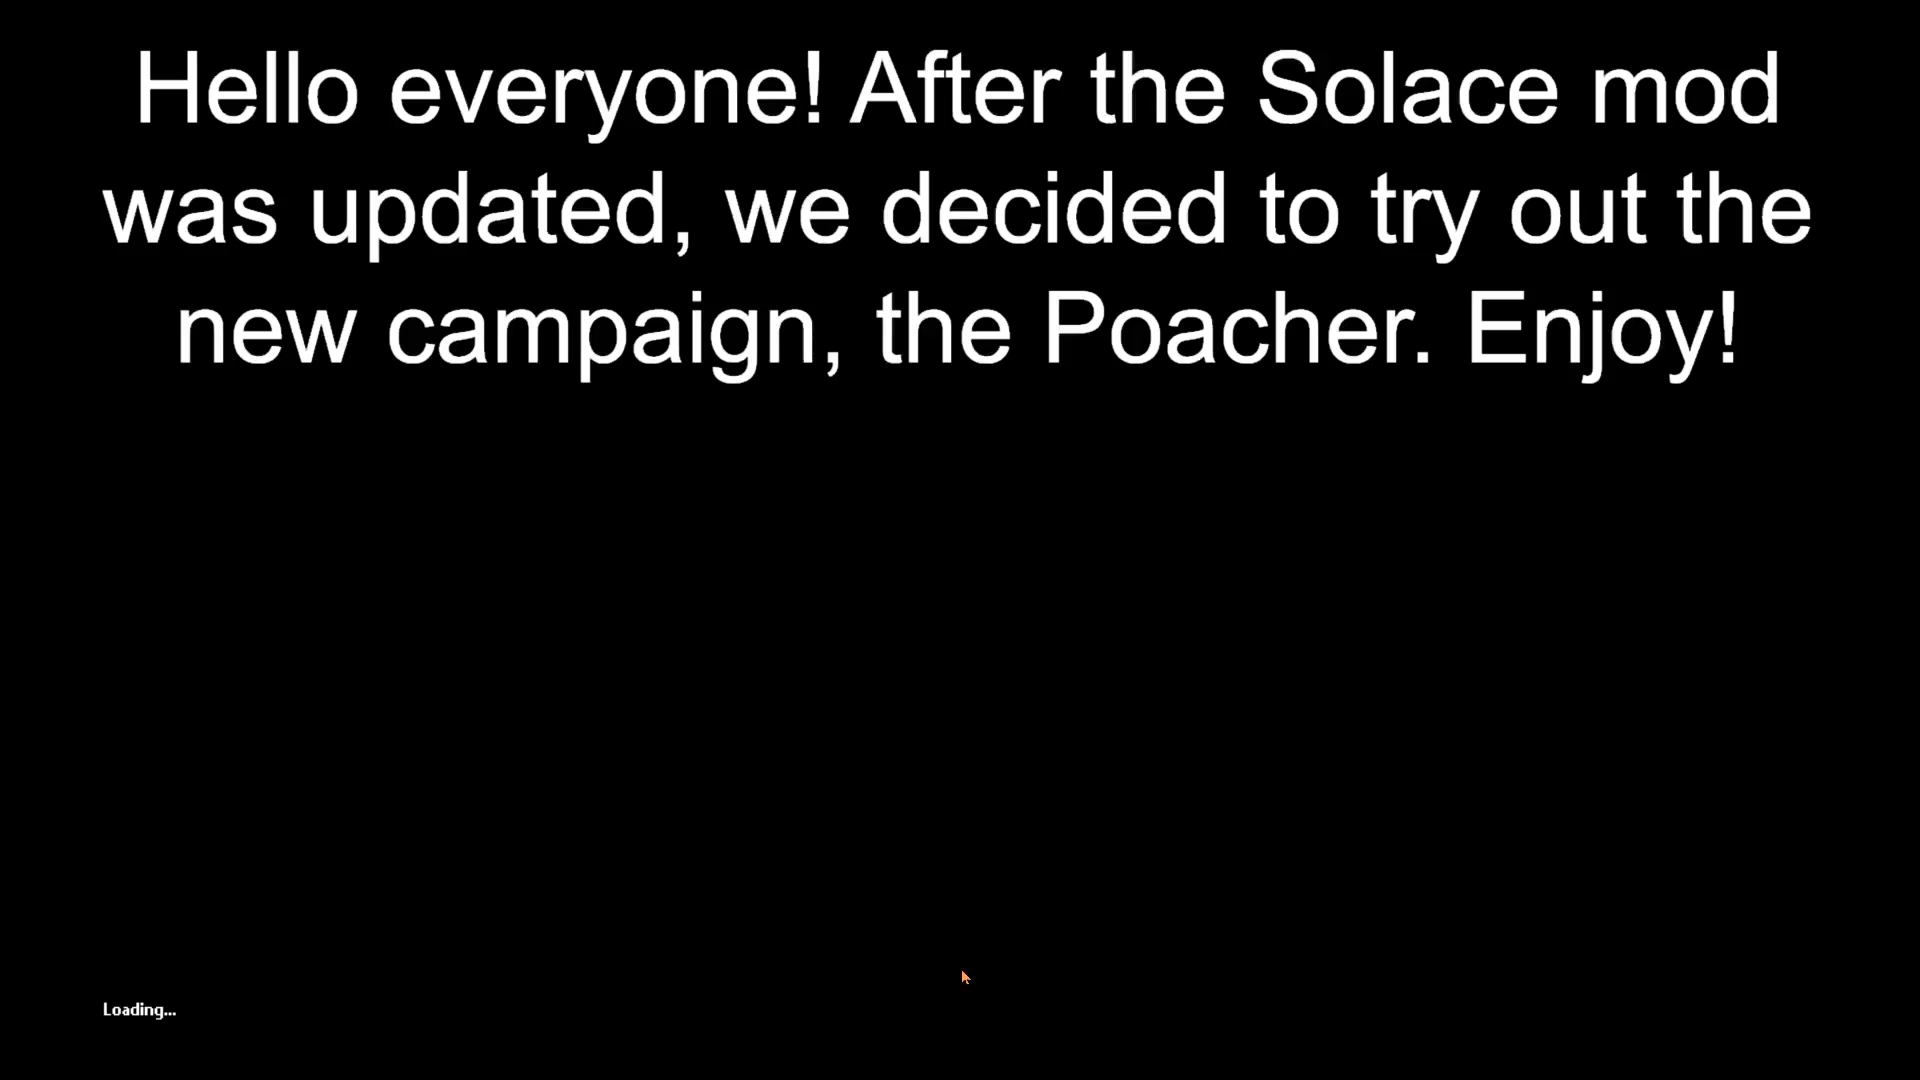 Hello everyone! After the Solace mod
was updated, we decided to try out the
new campaign, the Poacher. Enjoy!
Loading...